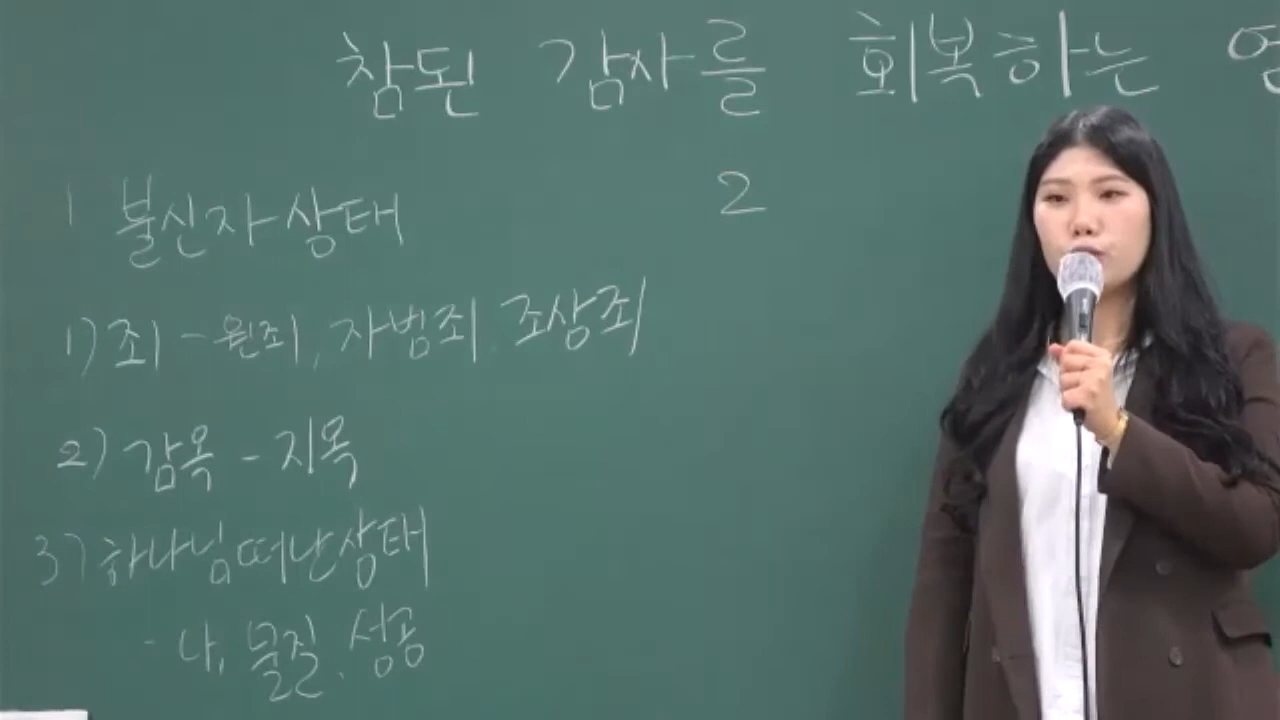 참된 감사를 회복하는
1 불신자상태
2
1) 죄 - 원죄, 자범죄, 조상죄
2) 감옥 - 지옥
3) 하나님떠난상태
- 나, 물질, 성공